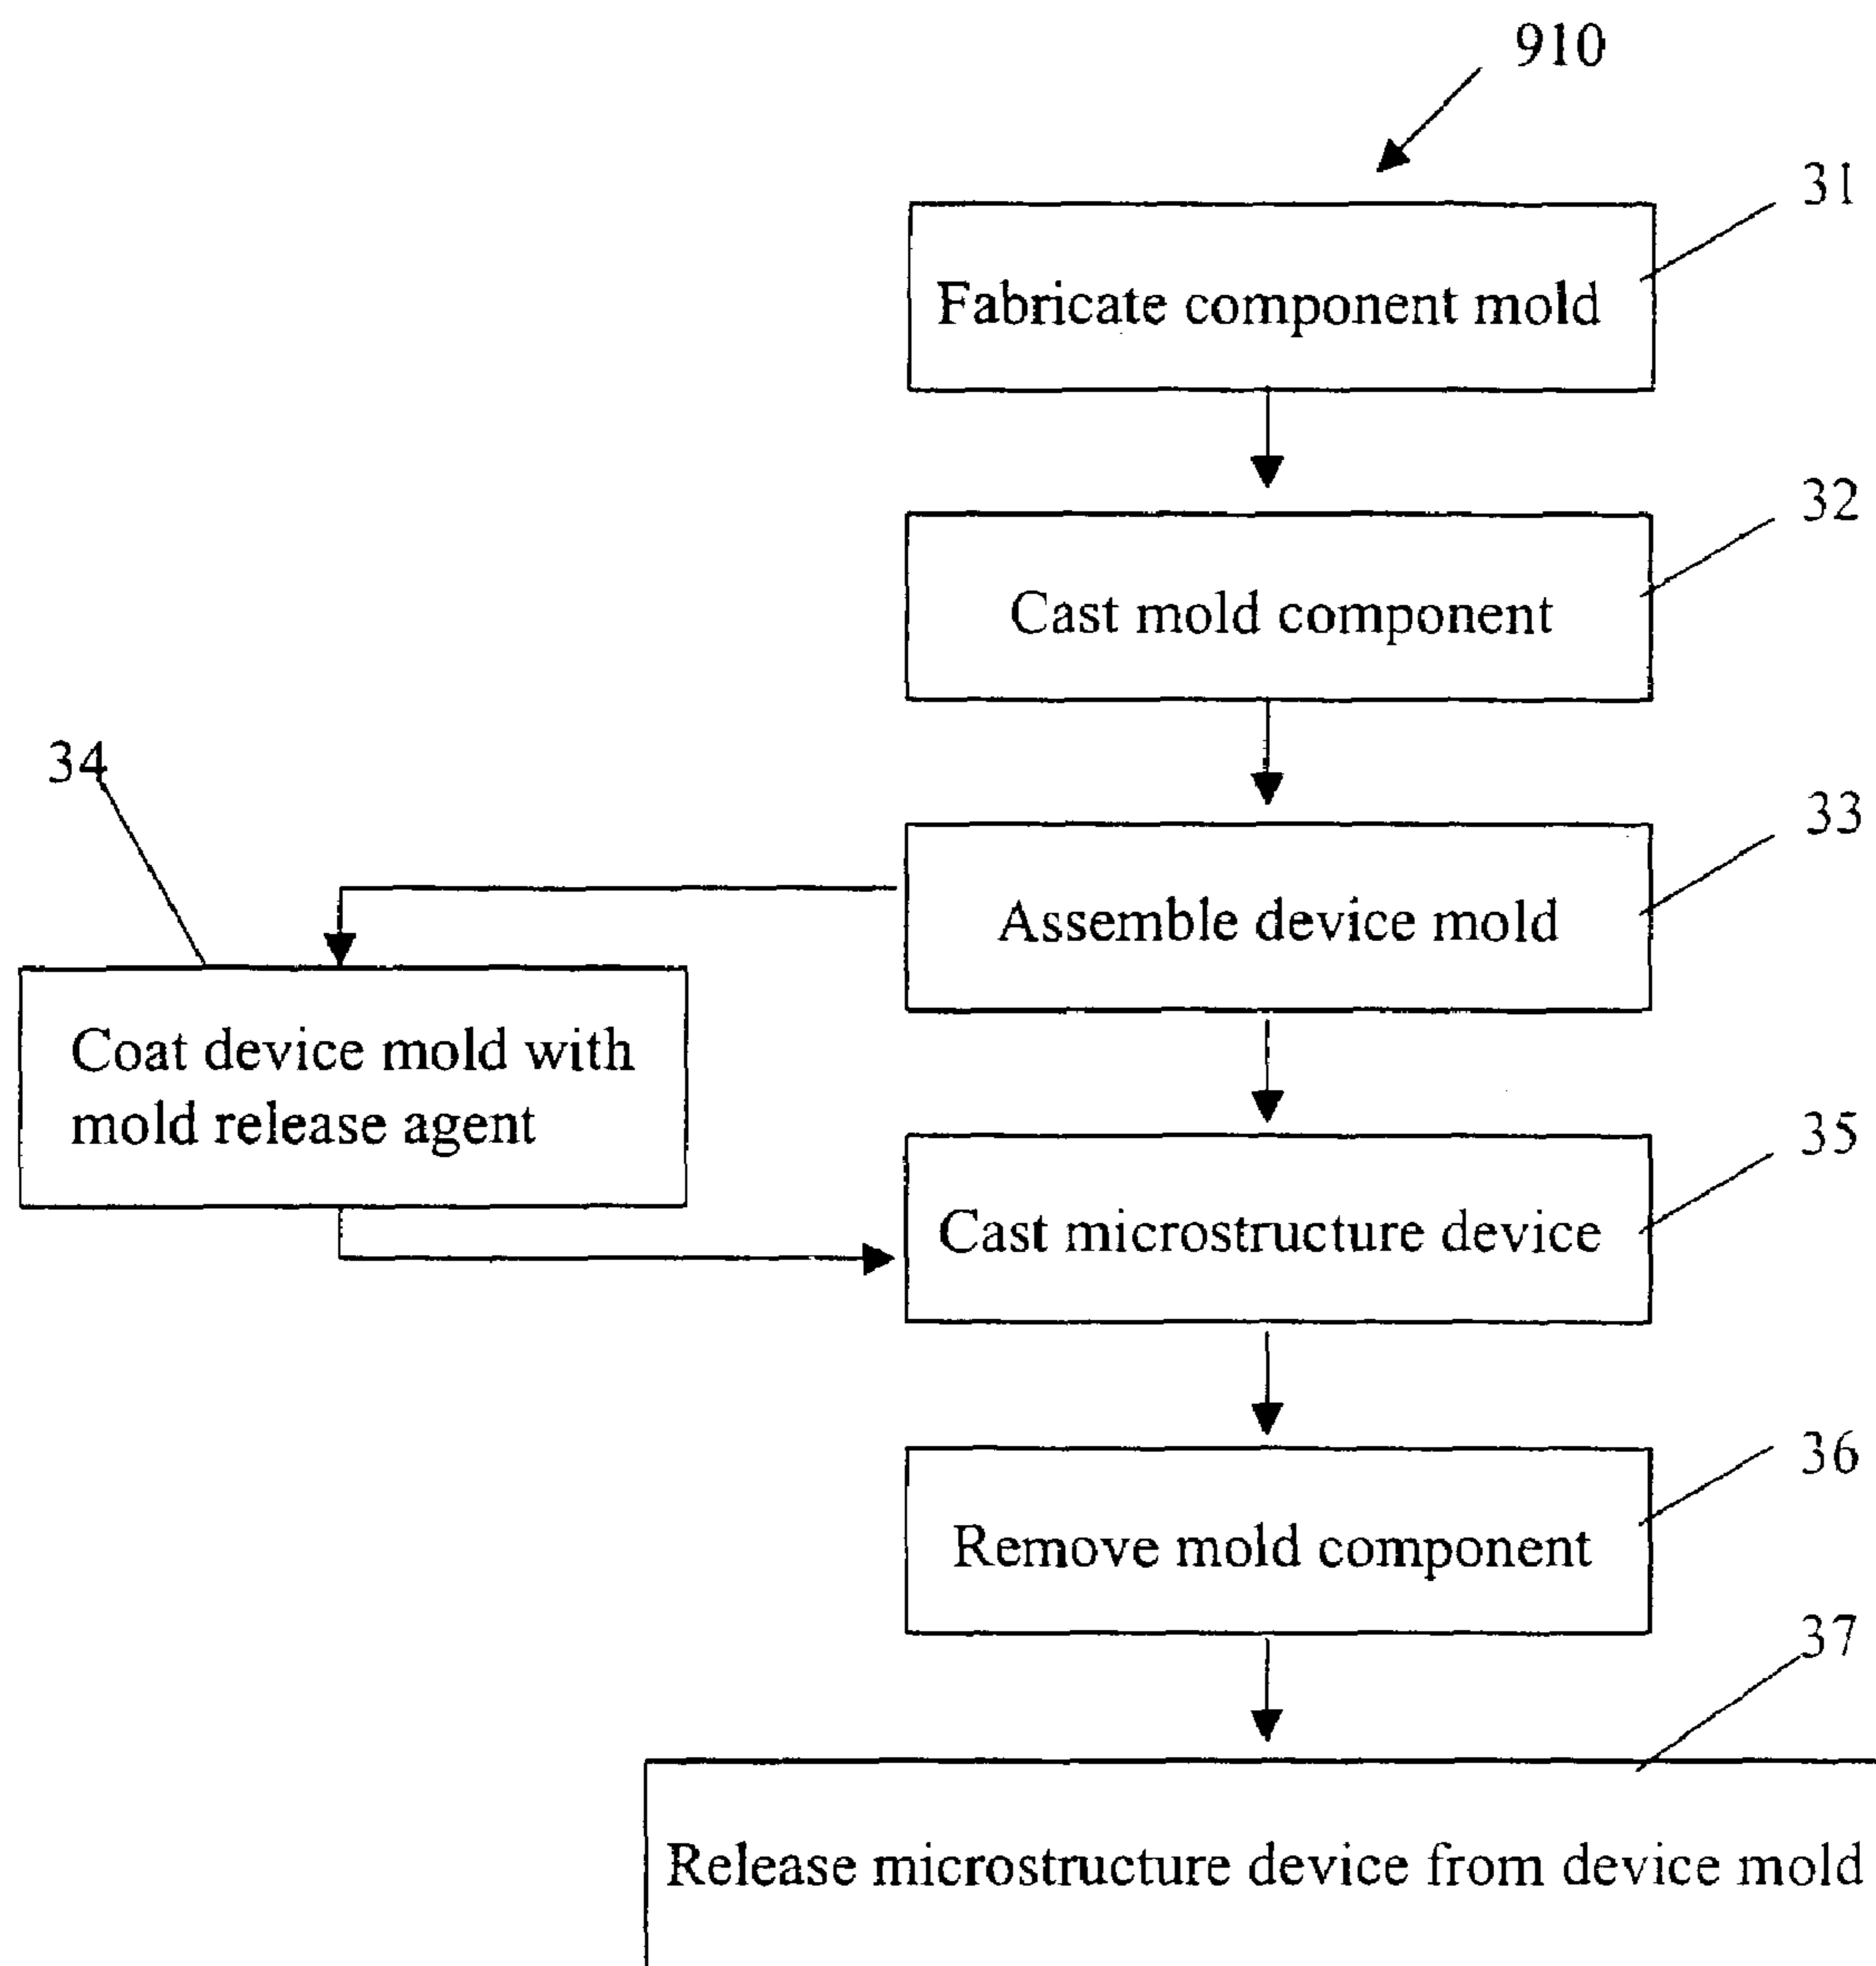 910
31
Fabricate component mold
32
Cast mold component
34
33
Assemble device mold
Coat device mold with
mold release agent
35
Cast microstructure device
36
Remove mold component
37
Release microstructure device from device mold